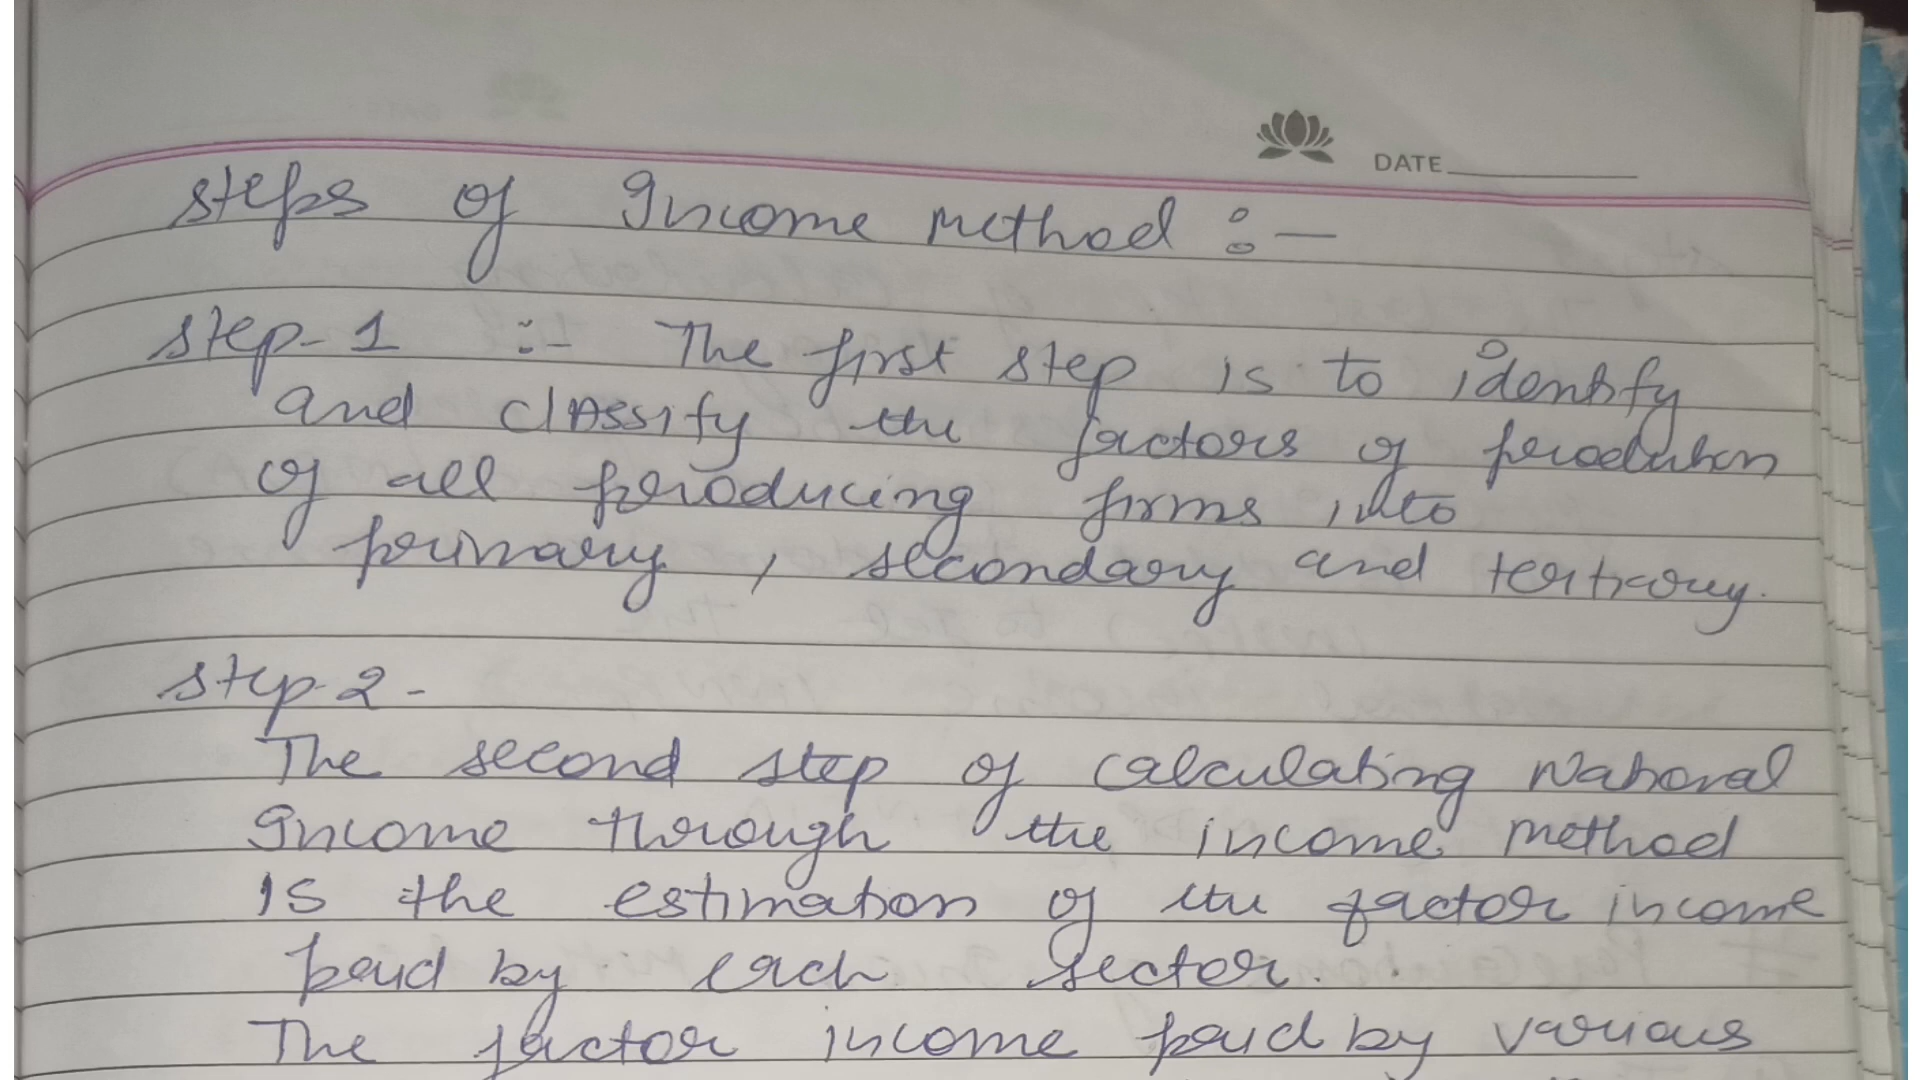 DATE
steps of Income Method :-
step-1 :- The first step is to identify
and classify the factors of production
of all producing firms into
primary, secondary and tertiary.
step-2-
The second step of calculating National
Income through the income method
is the estimation of the factor income
paid by each sector.
The factor income paid by various